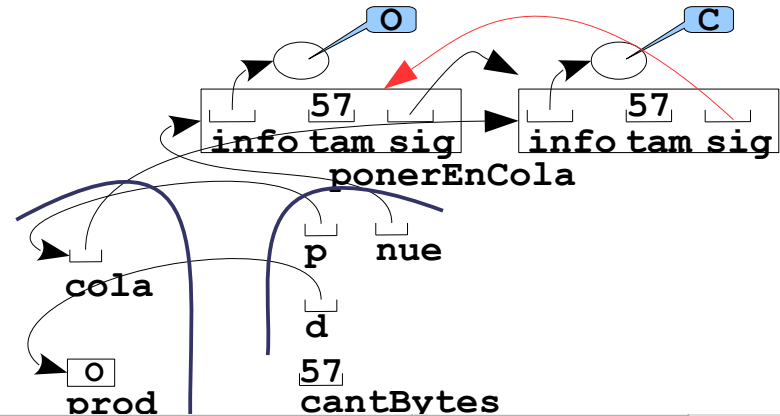 O C
57 57
info tam sig info tam sig
ponerEnCola
p nue
cola
d
O 57
prod cantBytes